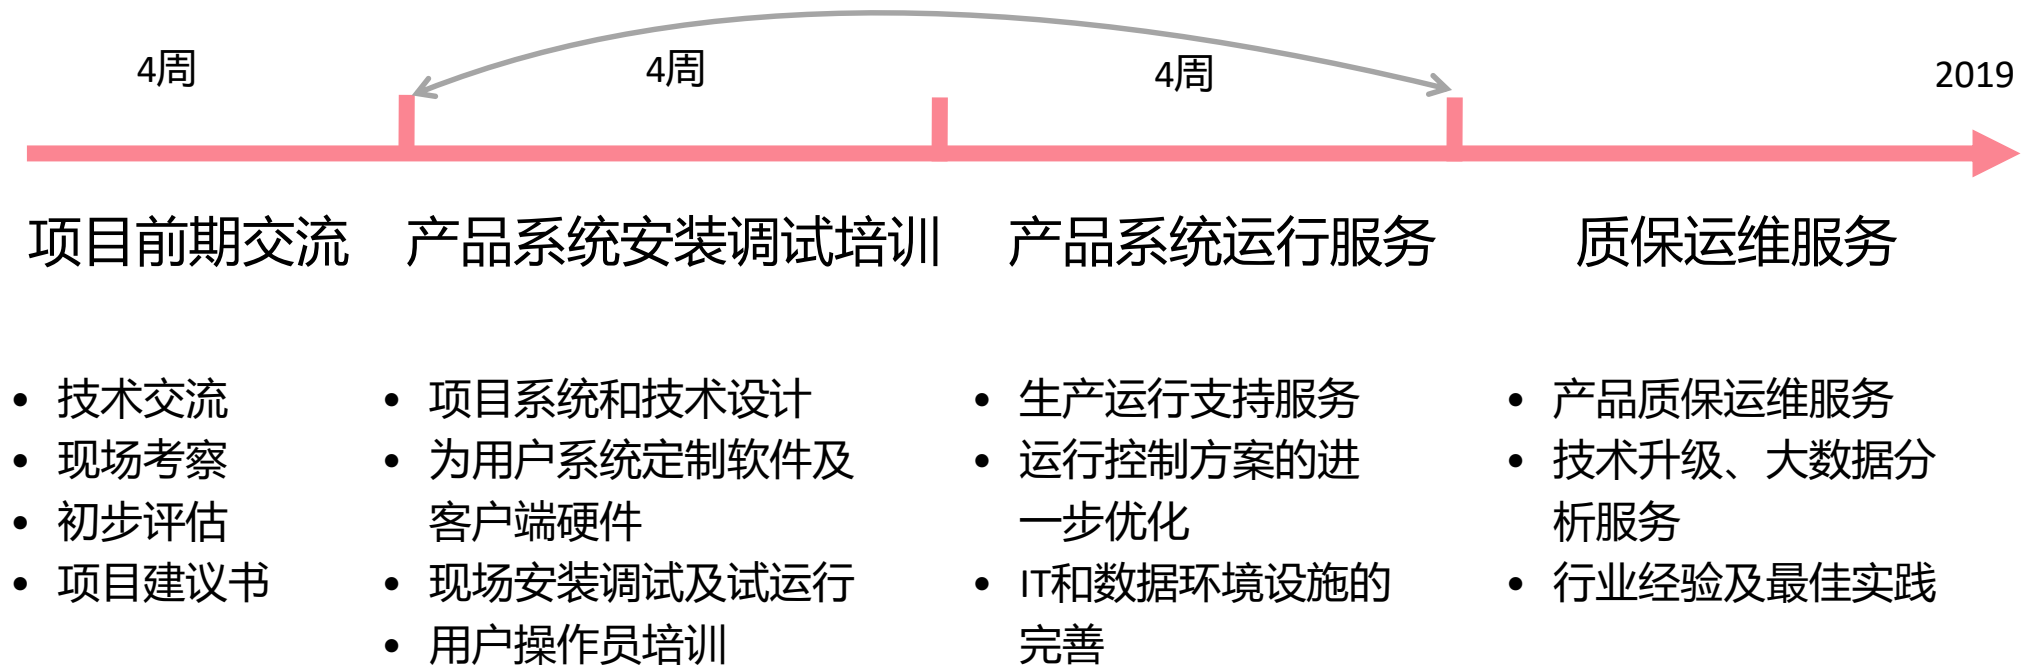 4周
4周
4周
2019
项目前期交流
产品系统安装调试培训
产品系统运行服务
质保运维服务
• 技术交流
• 现场考察
• 初步评估
• 项目建议书
• 项目系统和技术设计
• 为用户系统定制软件及
客户端硬件
• 现场安装调试及试运行
• 用户操作员培训
• 生产运行支持服务
• 运行控制方案的进
一步优化
• IT和数据环境设施的
完善
• 产品质保运维服务
• 技术升级、大数据分
析服务
• 行业经验及最佳实践